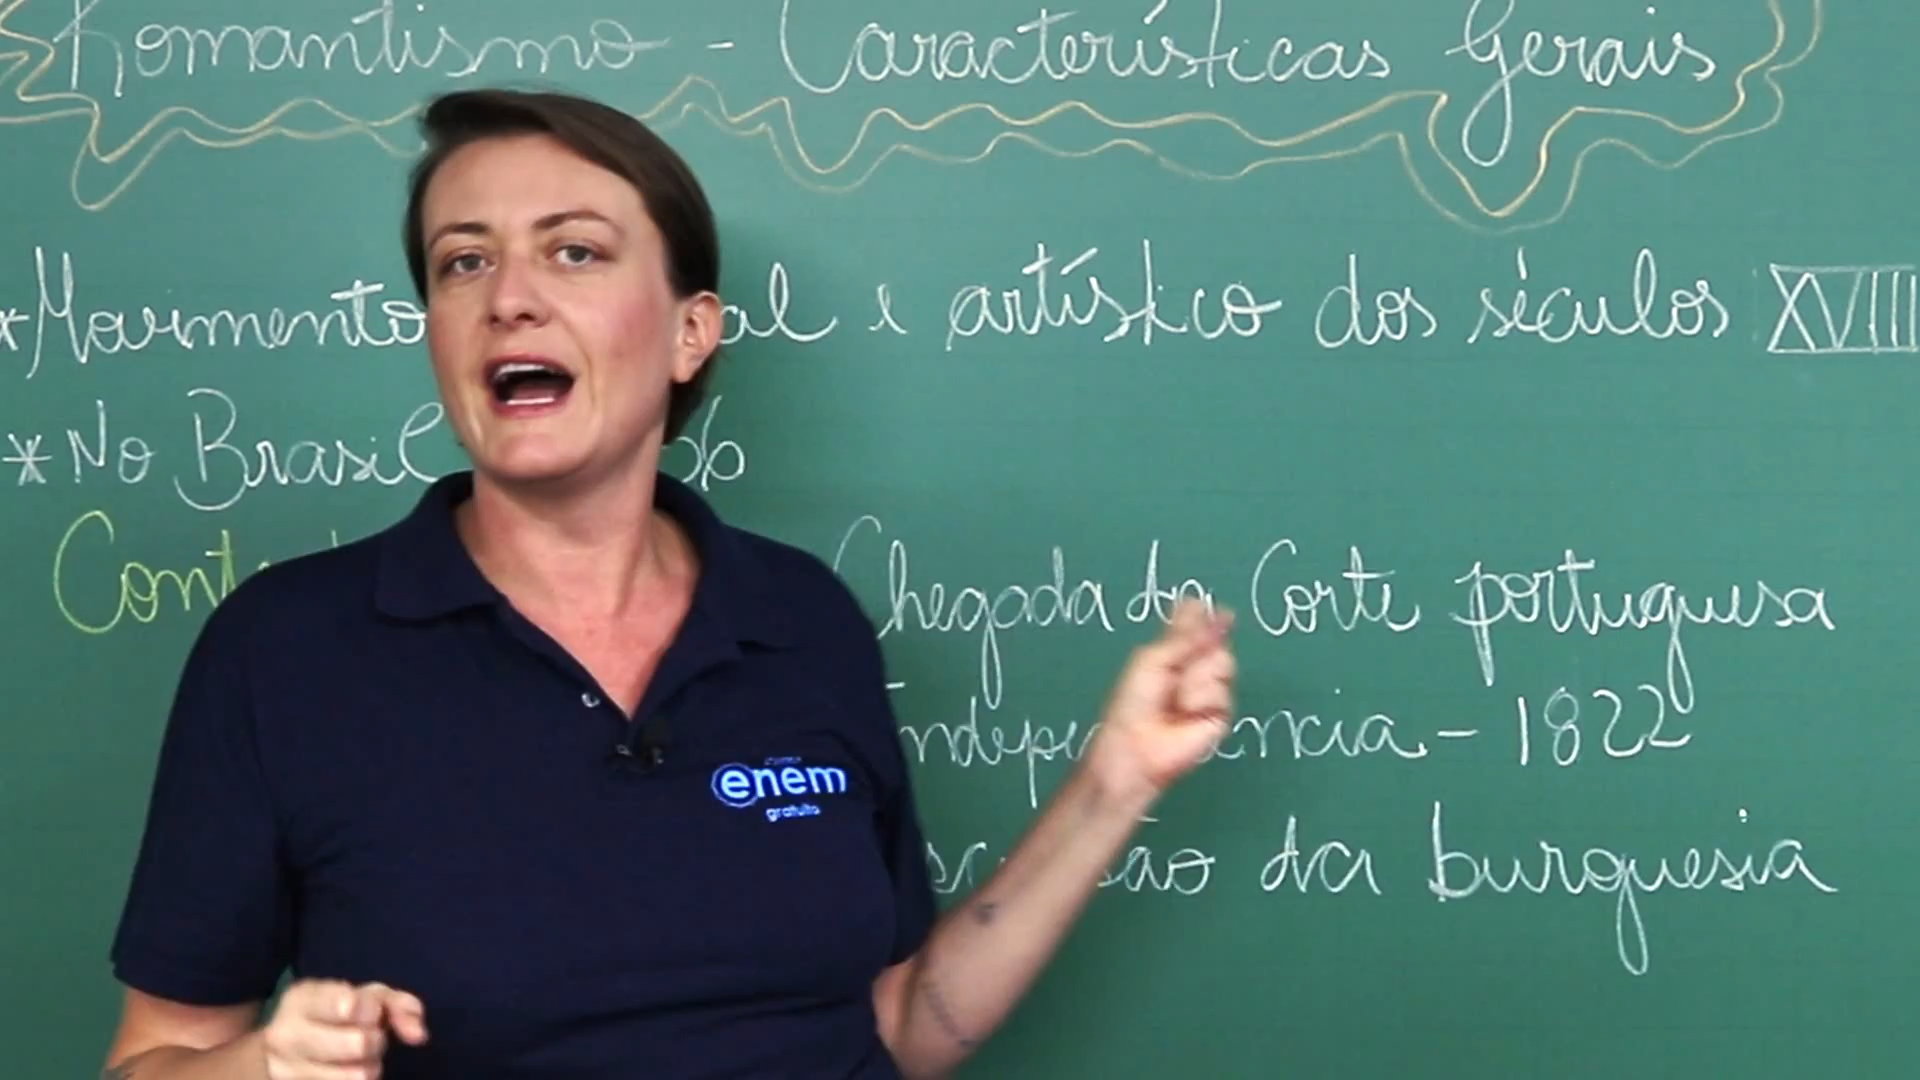 Romantismo - Características Gerais
* Movimento al e artístico dos séculos XVIII
* No Brasil
Chegada da Corte portuguesa
Independência - 1822
da burguesia
enem
gratuito